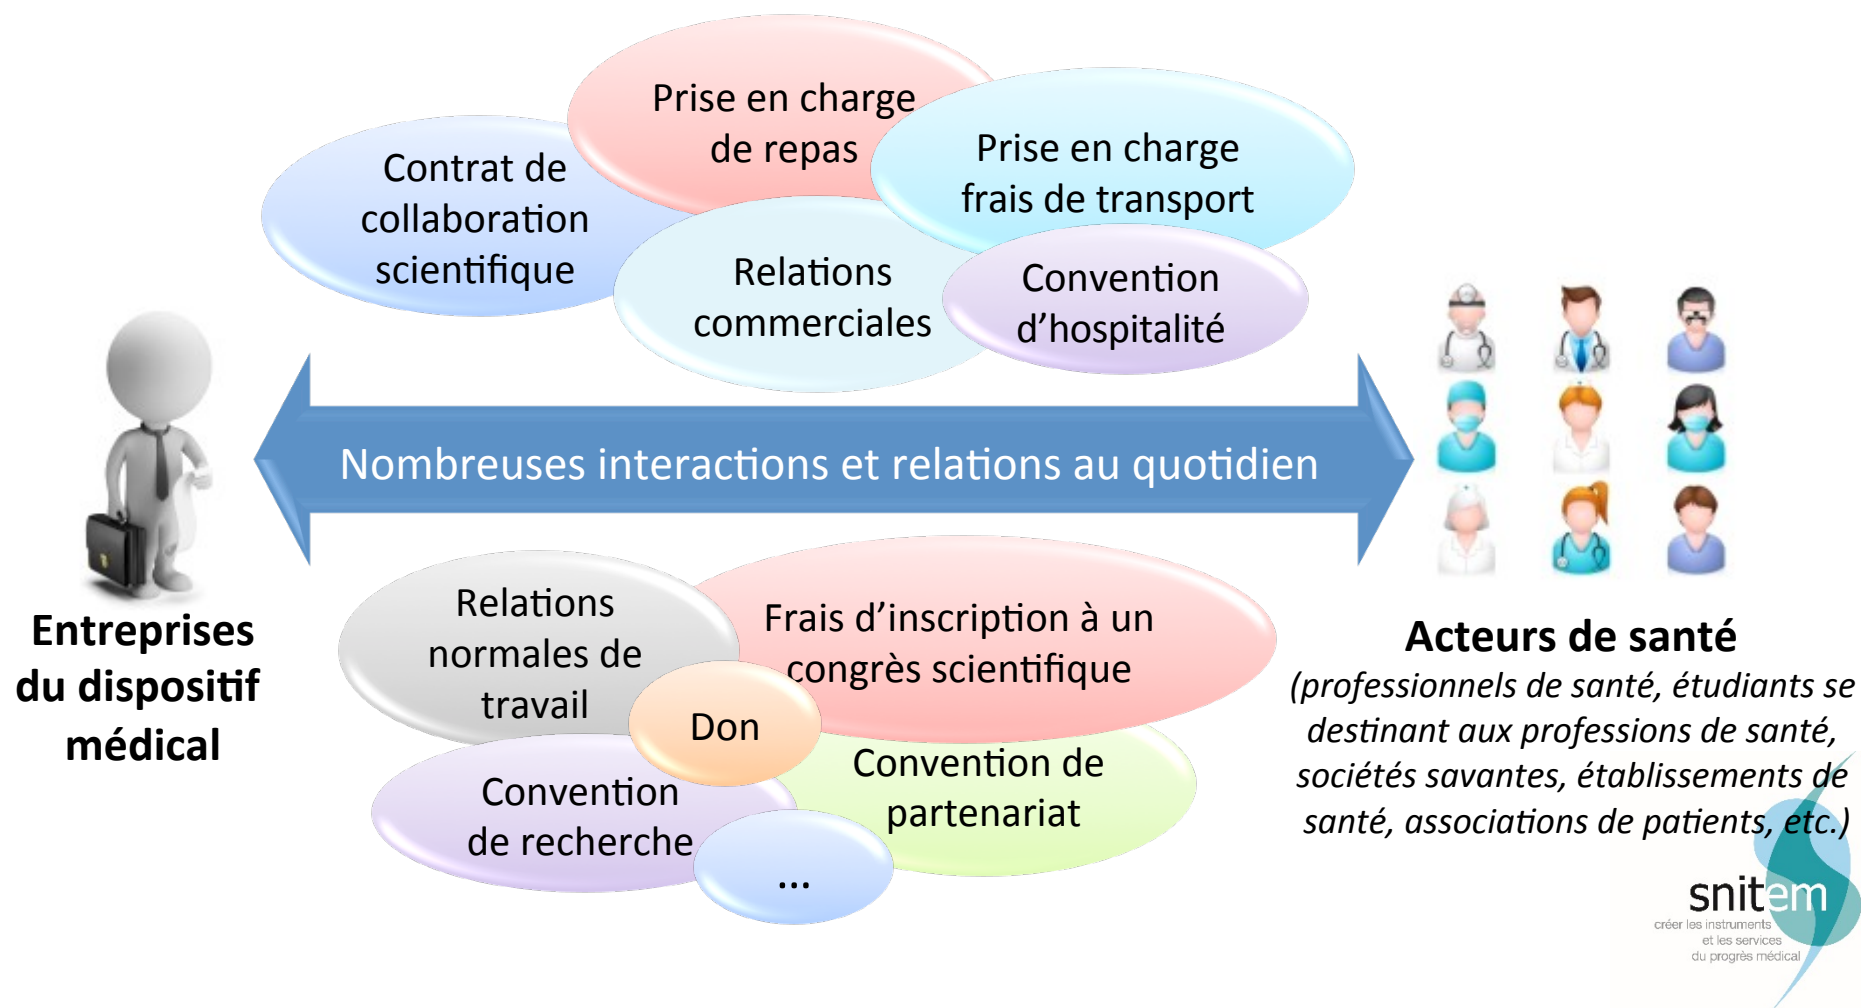 Prise en charge
de repas
Prise en charge
frais de transport
Contrat de
collaboration
scientifique
Relations
commerciales
Convention
d’hospitalité
Nombreuses interactions et relations au quotidien
Entreprises
du dispositif
médical
Relations
normales de
travail
Frais d’inscription à un
congrès scientifique
Don
Convention
de recherche
Convention de
partenariat
...
Acteurs de santé
(professionnels de santé, étudiants se
destinant aux professions de santé,
sociétés savantes, établissements de
santé, associations de patients, etc.)
snitem
créer les instruments
et les services
du progrès médical